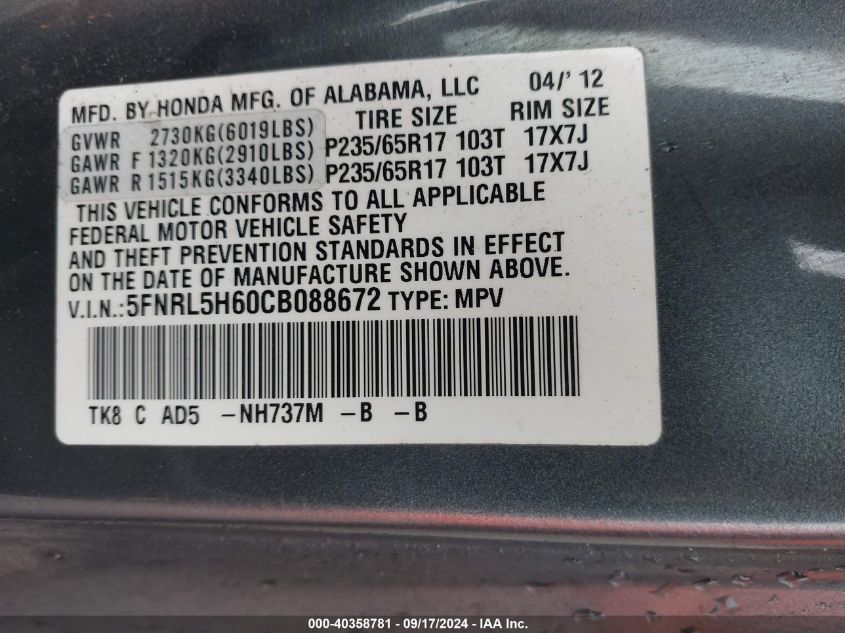 MFD. BY HONDA MFG. OF ALABAMA, LLC 04/' 12
TIRE SIZE RIM SIZE
GVWR 2730KG(6019LBS)
GAWR F 1320KG(2910LBS) P235/65R17 103T 17X7J
GAWR R 1515KG(3340LBS) P235/65R17 103T 17X7J
THIS VEHICLE CONFORMS TO ALL APPLICABLE
FEDERAL MOTOR VEHICLE SAFETY
AND THEFT PREVENTION STANDARDS IN EFFECT
ON THE DATE OF MANUFACTURE SHOWN ABOVE.
V.I.N.:5FNRL5H60CB088672 TYPE: MPV
TK8 C AD5 -NH737M -B -B
000-40358781 - 09/17/2024 - IAA Inc.